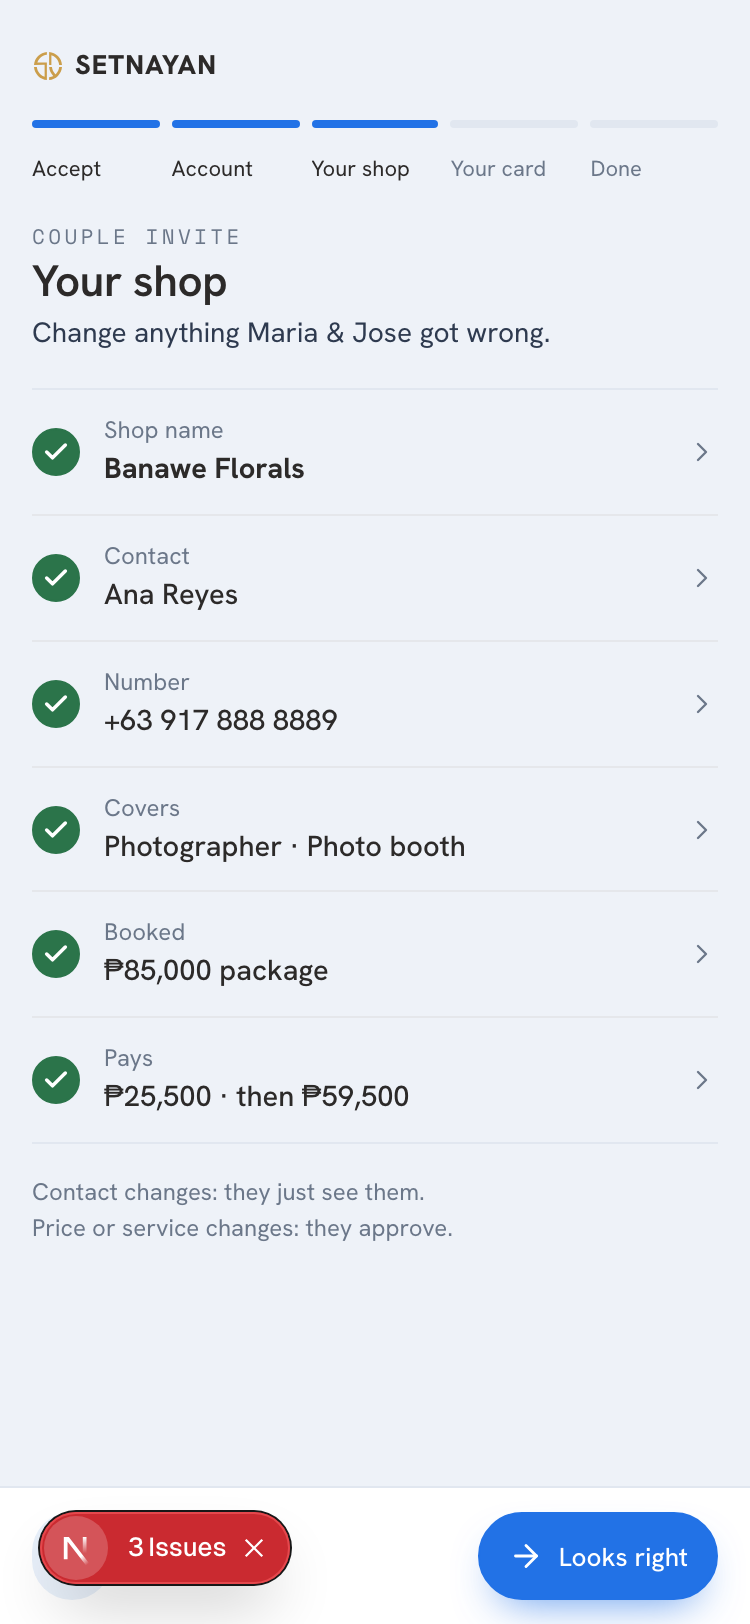 SETNAYAN
Accept Account Your shop Your card Done
COUPLE INVITE
Your shop
Change anything Maria & Jose got wrong.
Shop name
Banawe Florals
Contact
Ana Reyes
Number
+63 917 888 8889
Covers
Photographer · Photo booth
Booked
₱85,000 package
Pays
₱25,500 · then ₱59,500
Contact changes: they just see them.
Price or service changes: they approve.
N 3 Issues
Looks right